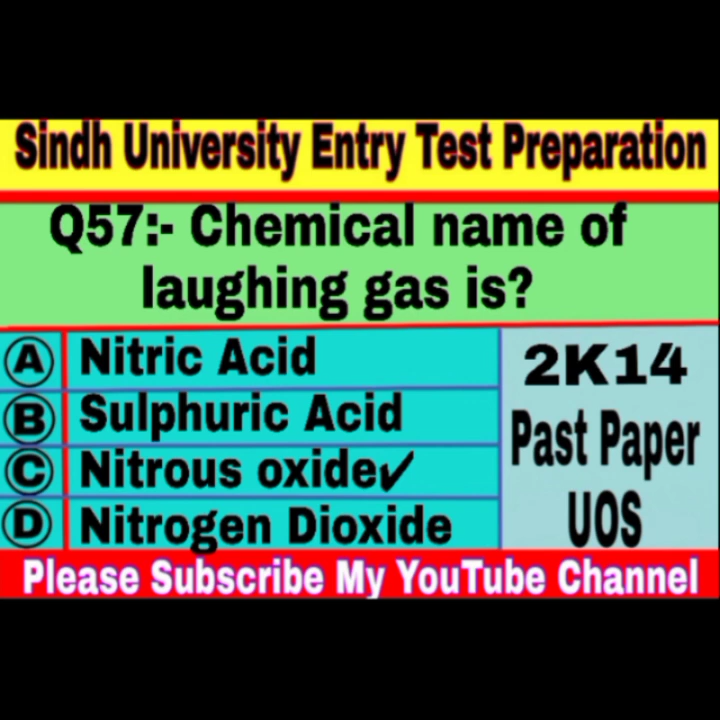 Sindh University Entry Test Preparation
Q57:- Chemical name of
laughing gas is?
A Nitric Acid
B Sulphuric Acid
C Nitrous oxide✔
D Nitrogen Dioxide
2K14
Past Paper
UOS
Please Subscribe My YouTube Channel